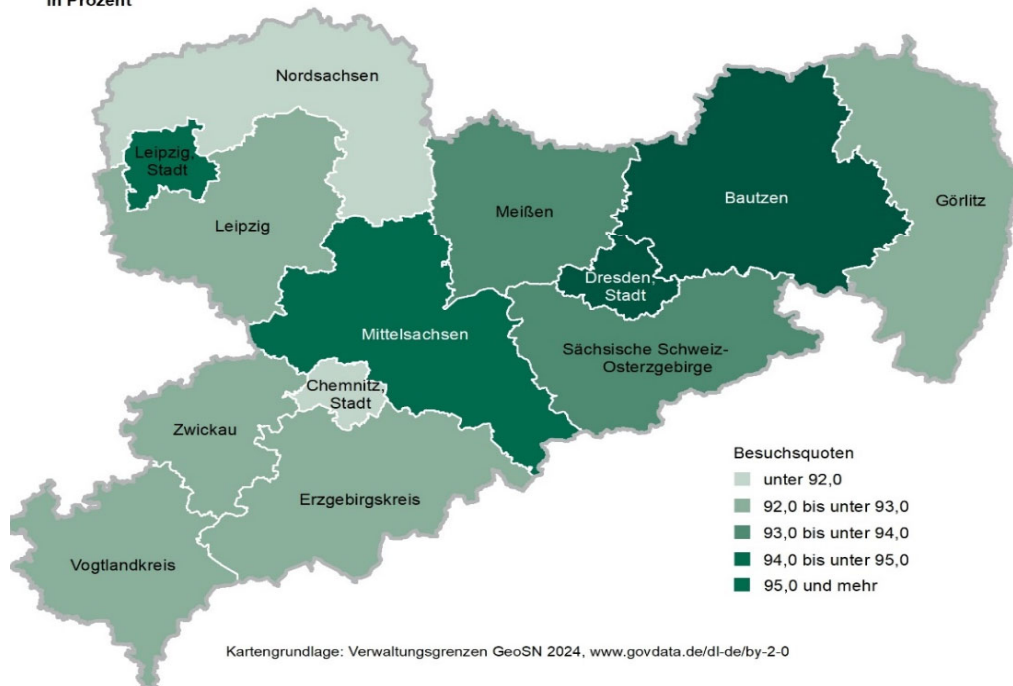 in Prozent
Nordsachsen
Leipzig,
Stadt
Leipzig
Meißen
Bautzen
Görlitz
Dresden,
Stadt
Mittelsachsen
Sächsische Schweiz-
Osterzgebirge
Chemnitz,
Stadt
Zwickau
Erzgebirgskreis
Vogtlandkreis
Besuchsquoten
unter 92,0
92,0 bis unter 93,0
93,0 bis unter 94,0
94,0 bis unter 95,0
95,0 und mehr
Kartengrundlage: Verwaltungsgrenzen GeoSN 2024, www.govdata.de/dl-de/by-2-0